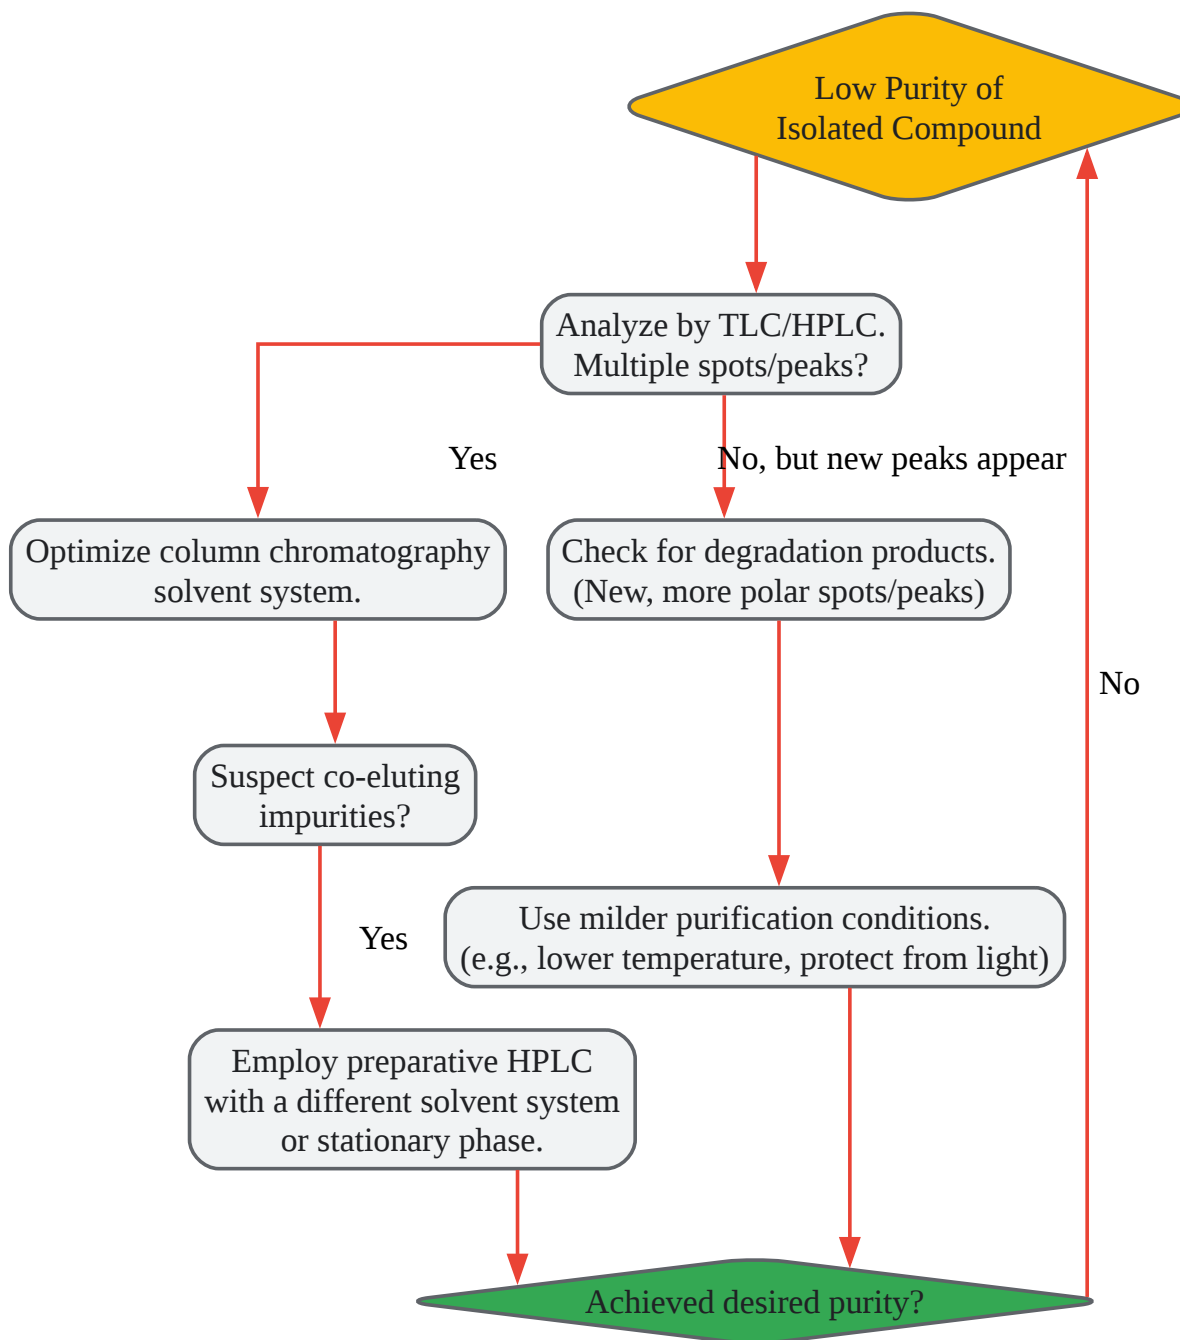 Low Purity of
Isolated Compound
Analyze by TLC/HPLC.
Multiple spots/peaks?
Yes
No, but new peaks appear
Optimize column chromatography
solvent system.
Check for degradation products.
(New, more polar spots/peaks)
No
Suspect co-eluting
impurities?
Yes
Use milder purification conditions.
(e.g., lower temperature, protect from light)
Employ preparative HPLC
with a different solvent system
or stationary phase.
Achieved desired purity?